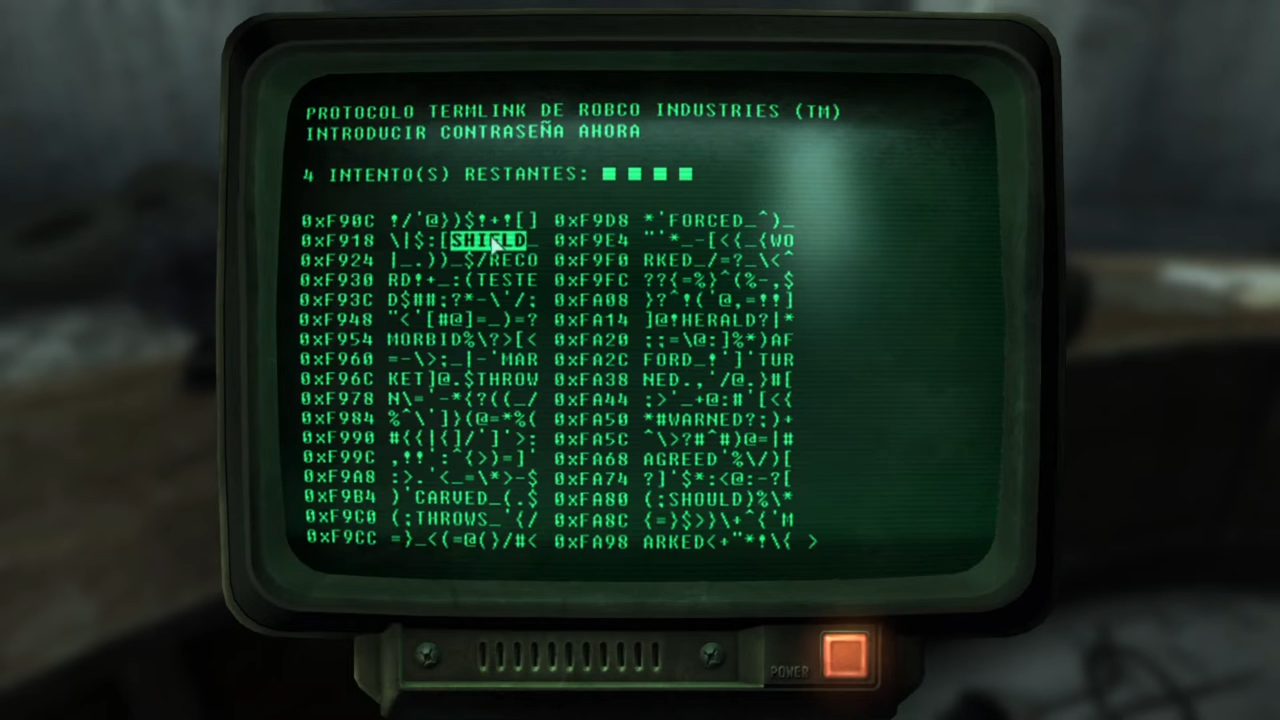 PROTOCOLO TERMLINK DE ROBCO INDUSTRIES (TM)
INTRODUCIR CONTRASEÑA AHORA
4 INTENTO(S) RESTANTES: ■ ■ ■ ■
0xF90C !/'@})$!+![] 0xF9D8 *'FORCED_^)_
0xF918 \|$:[SHIELD_ 0xF9E4 "'*_-[<{_(WO
0xF924 |_.))_$/RECO 0xF9F0 RKED_/=?_\<^
0xF930 RD!+_:(TESTE 0xF9FC ??{=%}^(%-,$
0xF93C D$##;?*-\'/; 0xFA08 }?^!('@,=!!]
0xF948 "<'[#@]=_)=? 0xFA14 ]@!HERALD?|*
0xF954 MORBID%\?>[< 0xFA20 ;;=\@:]%*)AF
0xF960 =-\>;_|-'MAR 0xFA2C FORD_!']'TUR
0xF96C KET]@.$THROW 0xFA38 NED.,'/@.}#[
0xF978 N\='-*{?((_/ 0xFA44 :>'_+@:#'[<{
0xF984 %^\']}(@=*%( 0xFA50 *#WARNED?;)+
0xF990 #{{|{]/']'>: 0xFA5C ^\>?#^#)@=|#
0xF99C ,!!':^{>)=]' 0xFA68 AGREED'%\/)[
0xF9A8 :>.'<_=\*>-$ 0xFA74 ?]'$*:<@:-?[
0xF9B4 )'CARVED_(.$ 0xFA80 (;SHOULD)%\*
0xF9C0 (;THROWS_'{/ 0xFA8C {=}$>)\+^{'M
0xF9CC =}_<(=@()/#< 0xFA98 ARKED<+"*!\{ >
POWER